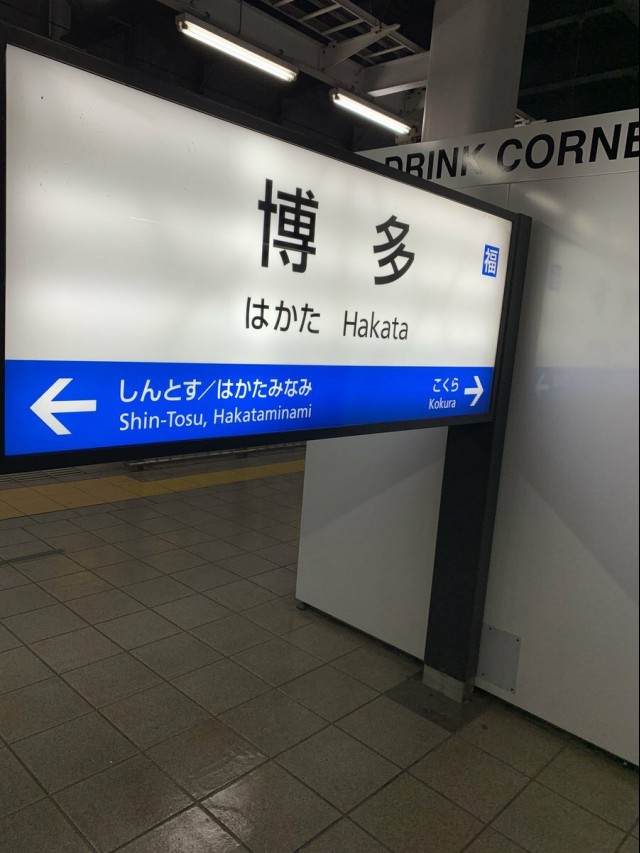 DRINK CORNE
博多
福
はかた Hakata
← しんとす／はかたみなみ
Shin-Tosu, Hakataminami
こくら →
Kokura